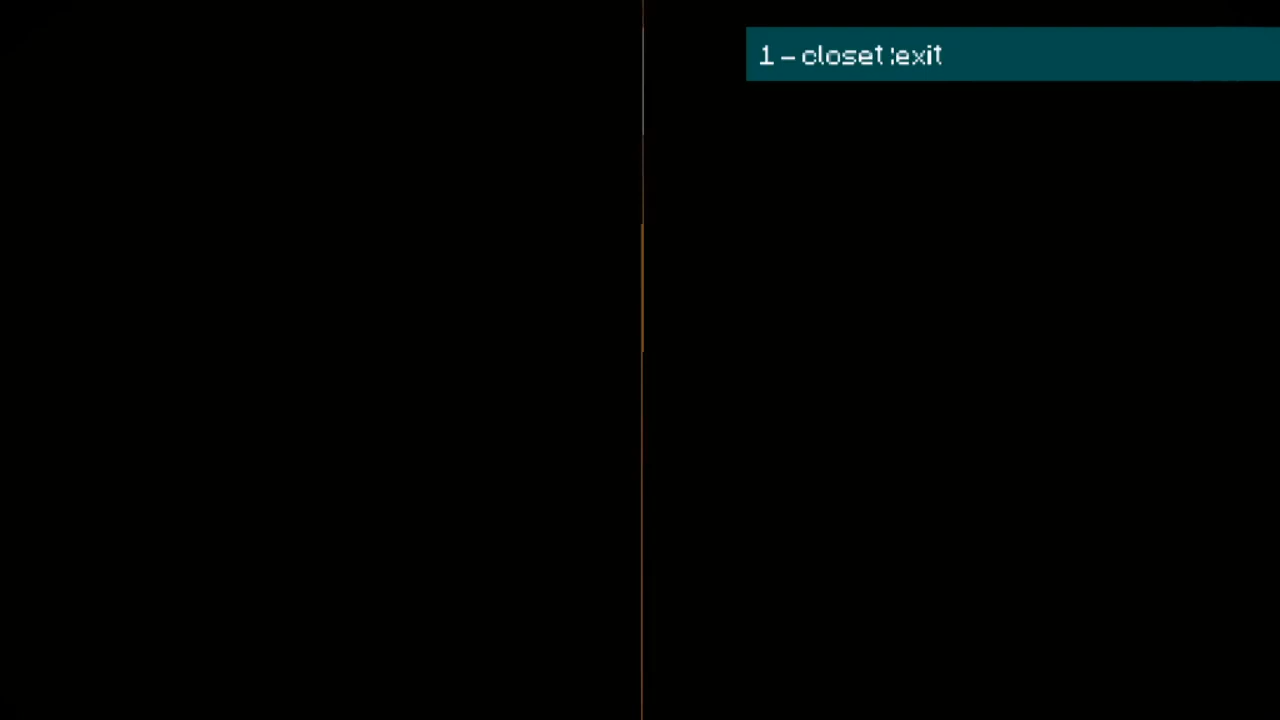 1 – closet :exit